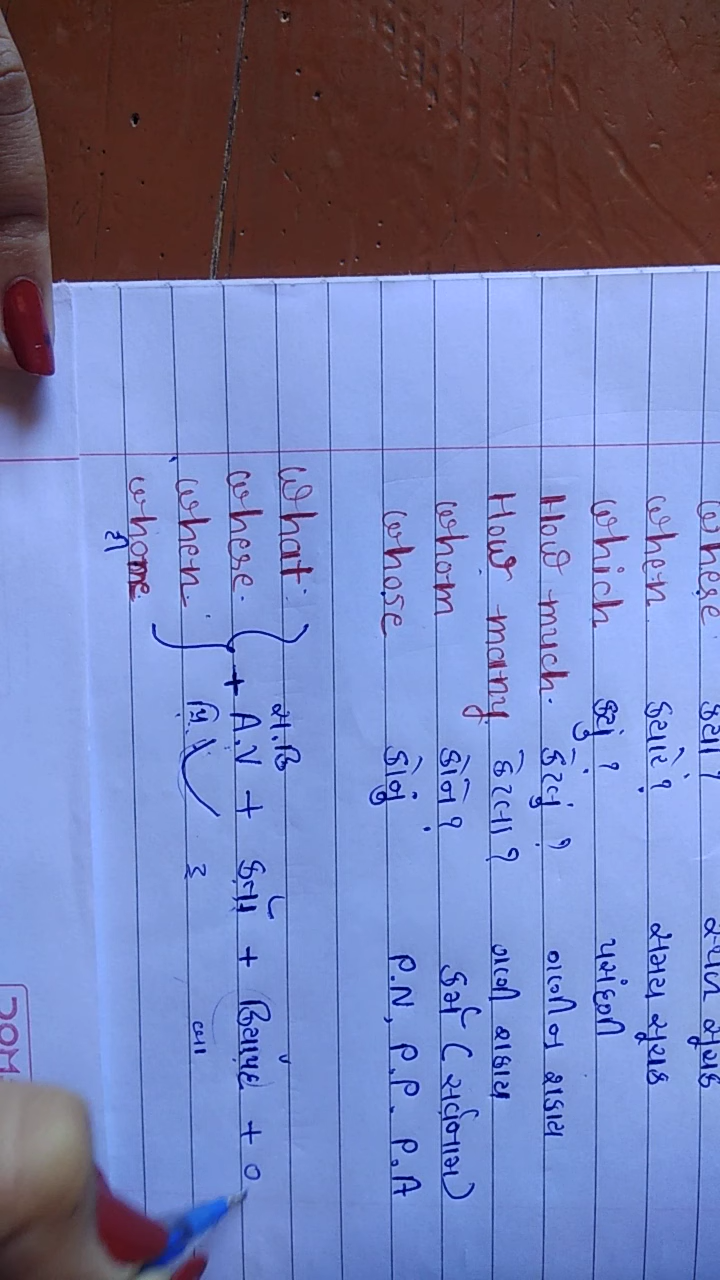 where ક્યા? સ્થળ સુચક
when ક્યારે? સમય સુચક
which કયુ? પસંદગી
How much. કેટલું? ગણી ન શકાય
How many કેટલા? ગણી શકાય
whom કોને? કર્મ (સર્વનામ)
whose કોનું P.N, P.P. P.A
What
where. + A.V + કર્તા + ક્રિયાપદ + O
when.
whome.